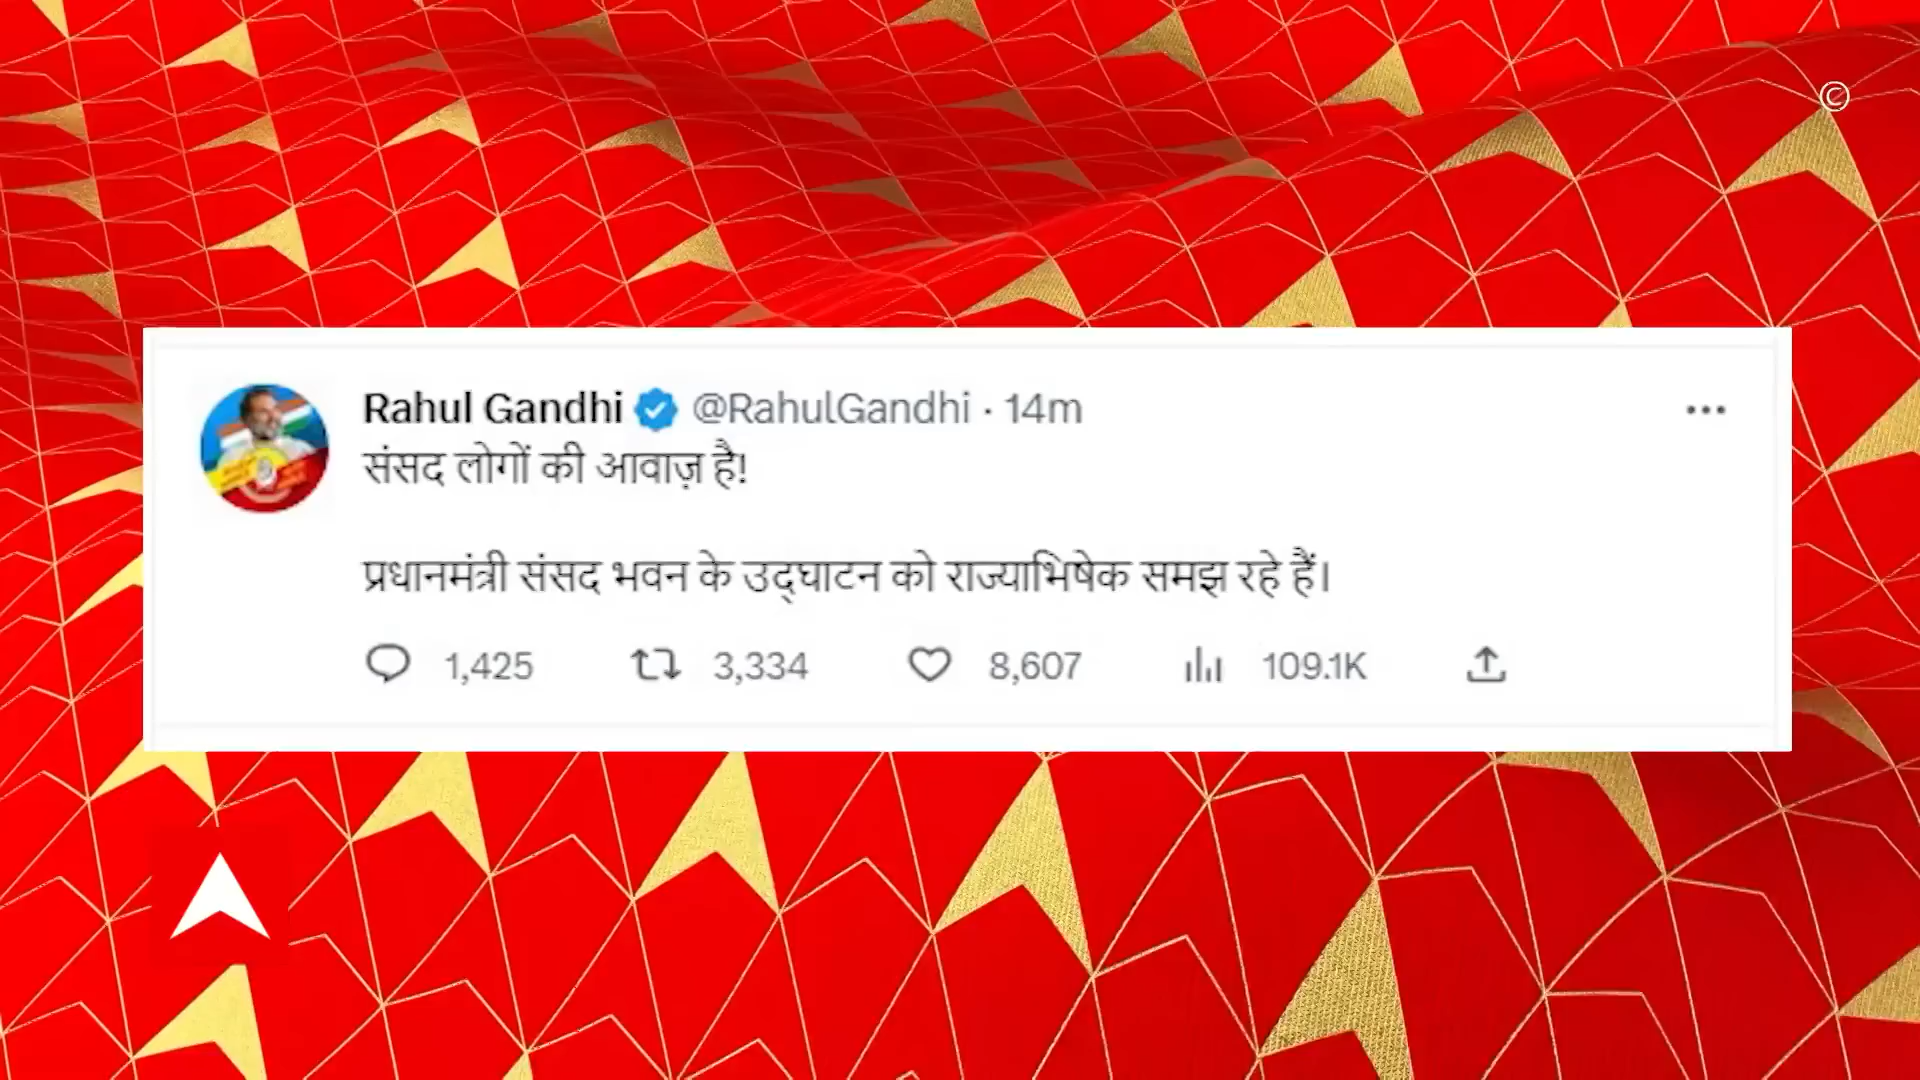 ©
Rahul Gandhi @RahulGandhi · 14m
संसद लोगों की आवाज़ है!
प्रधानमंत्री संसद भवन के उद्घाटन को राज्याभिषेक समझ रहे हैं।
1,425 3,334 8,607 109.1K